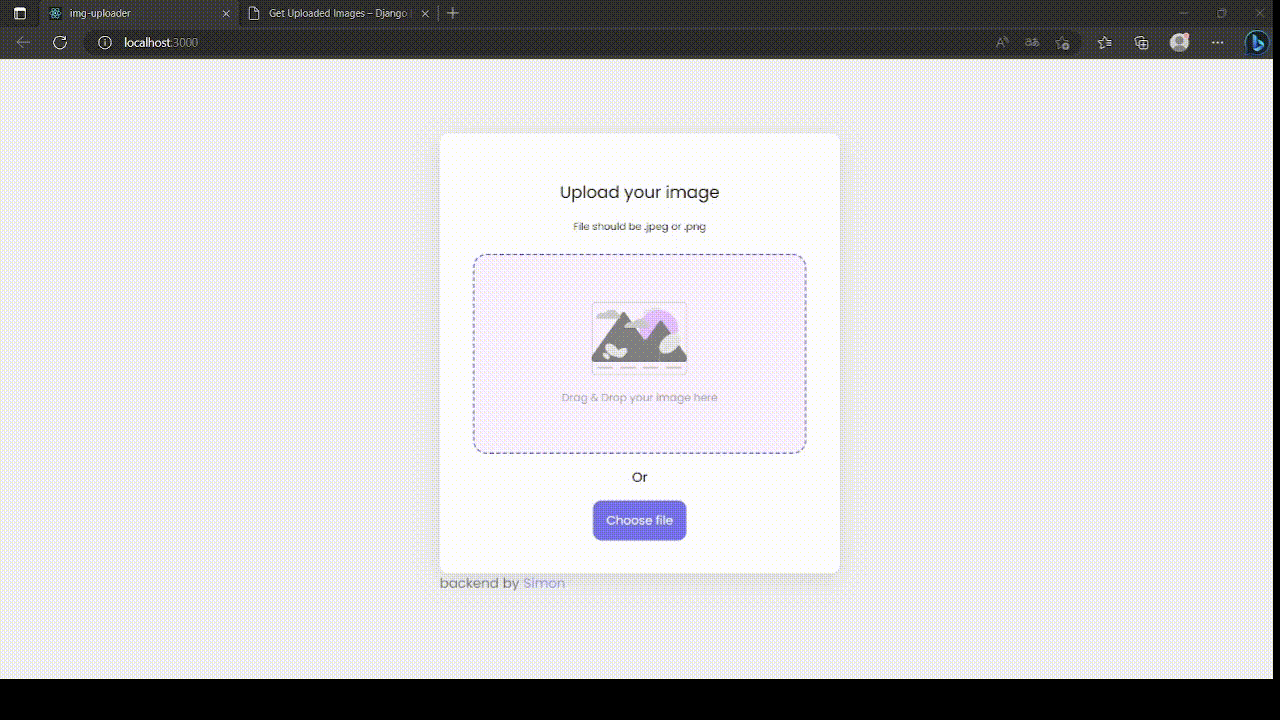 img-uploader
Get Uploaded Images – Django
localhost:3000
Upload your image
File should be .jpeg or .png
Drag & Drop your image here
Or
Choose file
backend by Simon